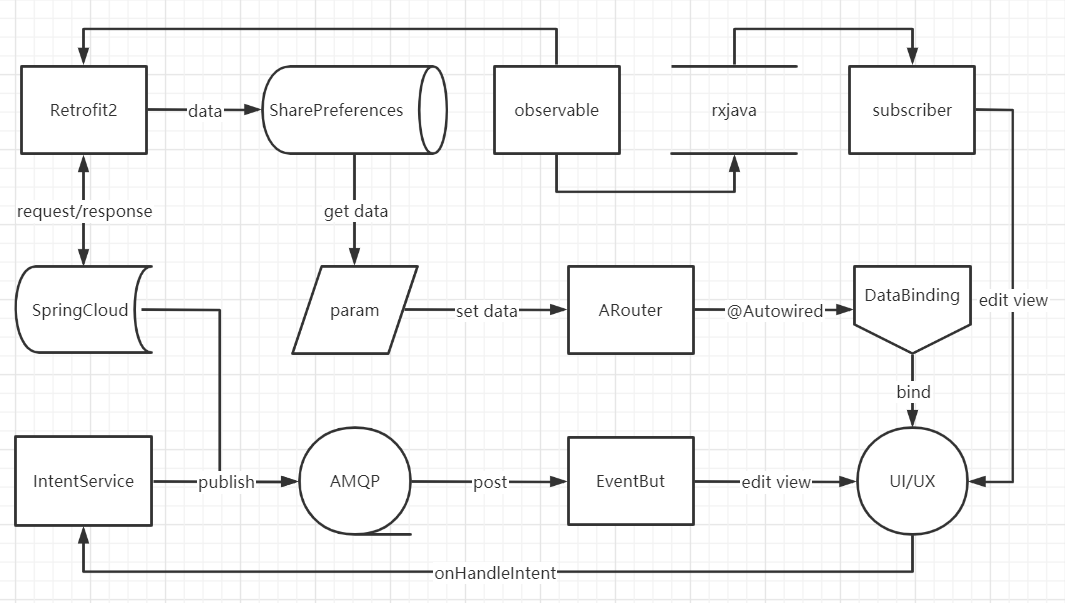 Retrofit2
data
SharePreferences
observable
rxjava
subscriber
request/response
get data
SpringCloud
param
set data
ARouter
@Autowired
DataBinding
edit view
bind
IntentService
publish
AMQP
post
EventBut
edit view
UI/UX
onHandleIntent